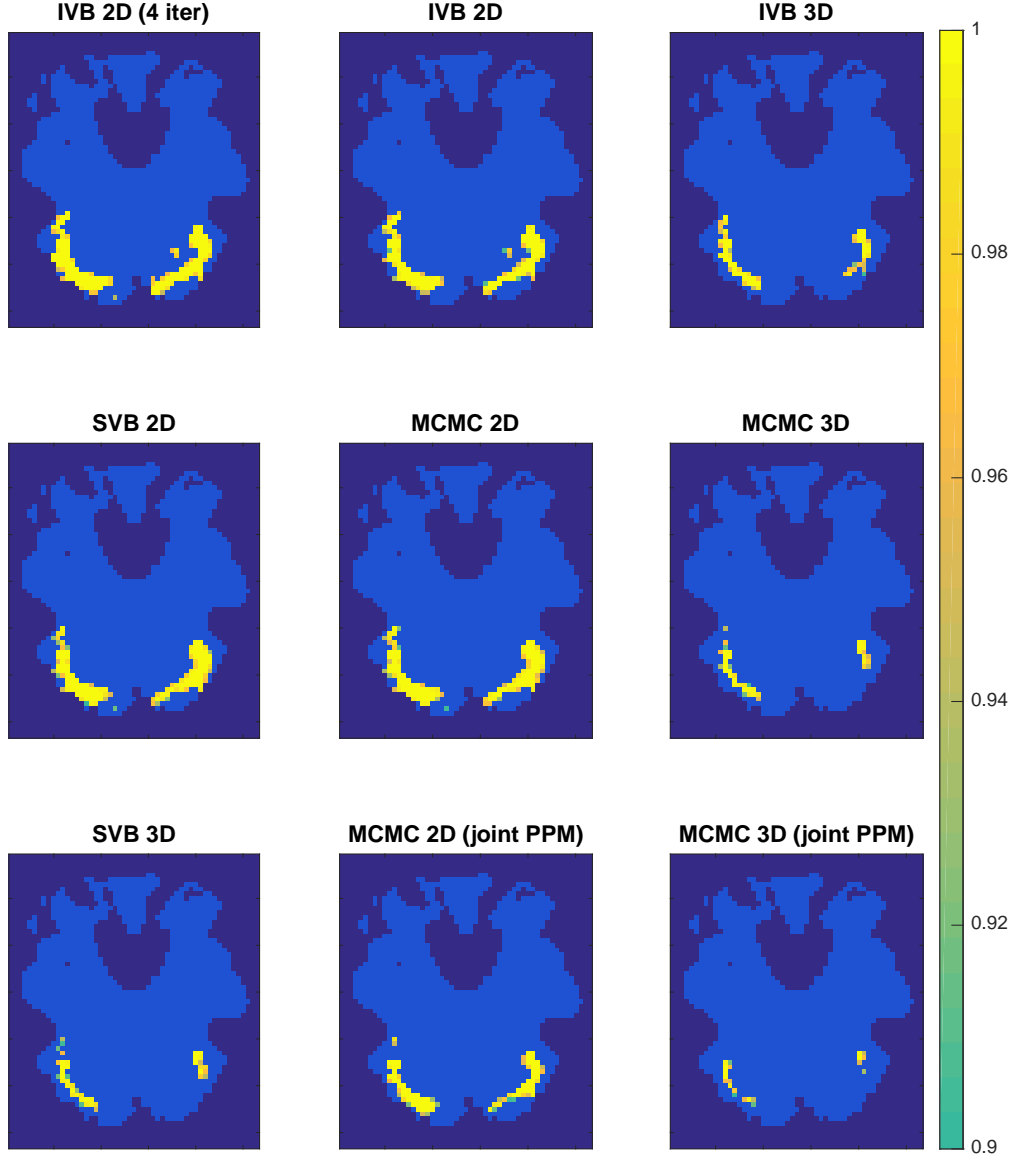 IVB 2D (4 iter)
IVB 2D
IVB 3D
1
0.98
SVB 2D
MCMC 2D
MCMC 3D
0.96
0.94
SVB 3D
MCMC 2D (joint PPM)
MCMC 3D (joint PPM)
0.92
0.9